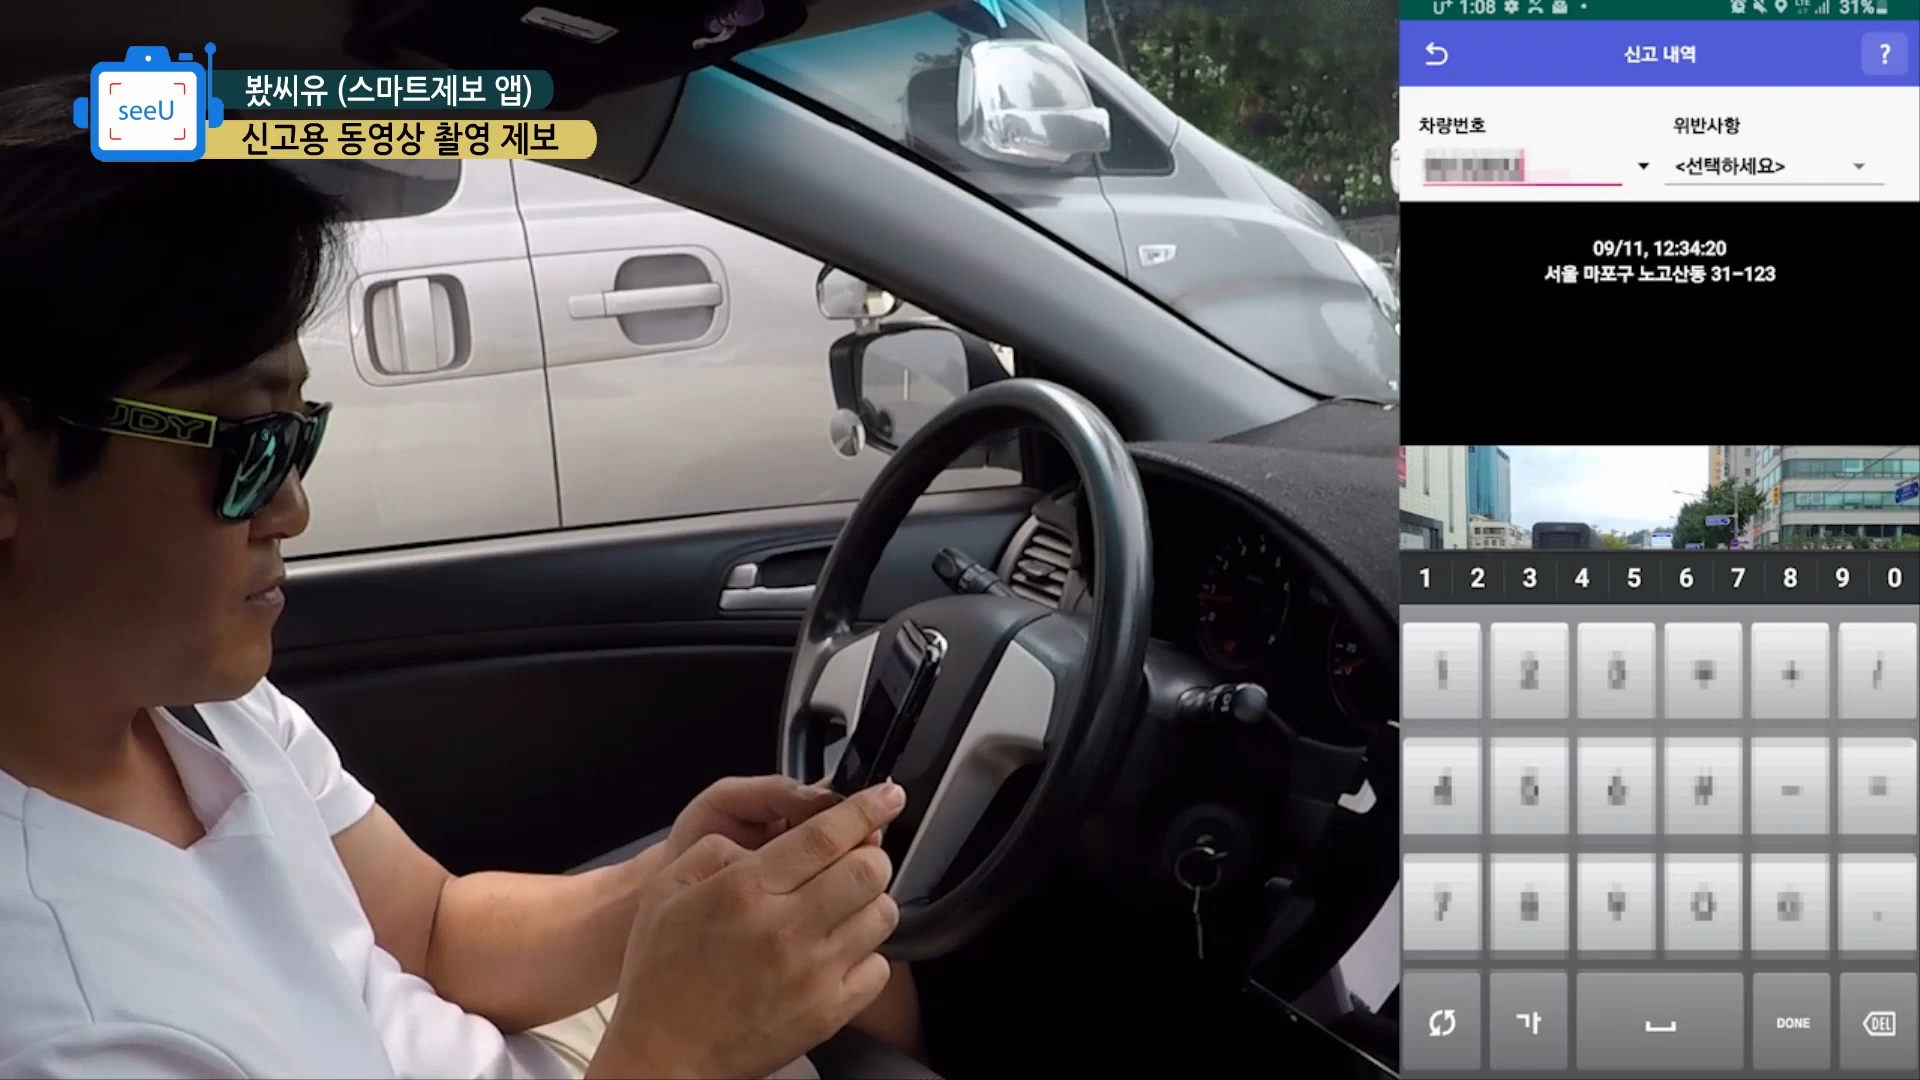 seeU
봤씨유 (스마트제보 앱)
신고용 동영상 촬영 제보
U+ 1:08
LTE
31%
신고 내역
?
차량번호
위반사항
<선택하세요>
09/11, 12:34:20
서울 마포구 노고산동 31-123
1 2 3 4 5 6 7 8 9 0
가
DONE
DEL